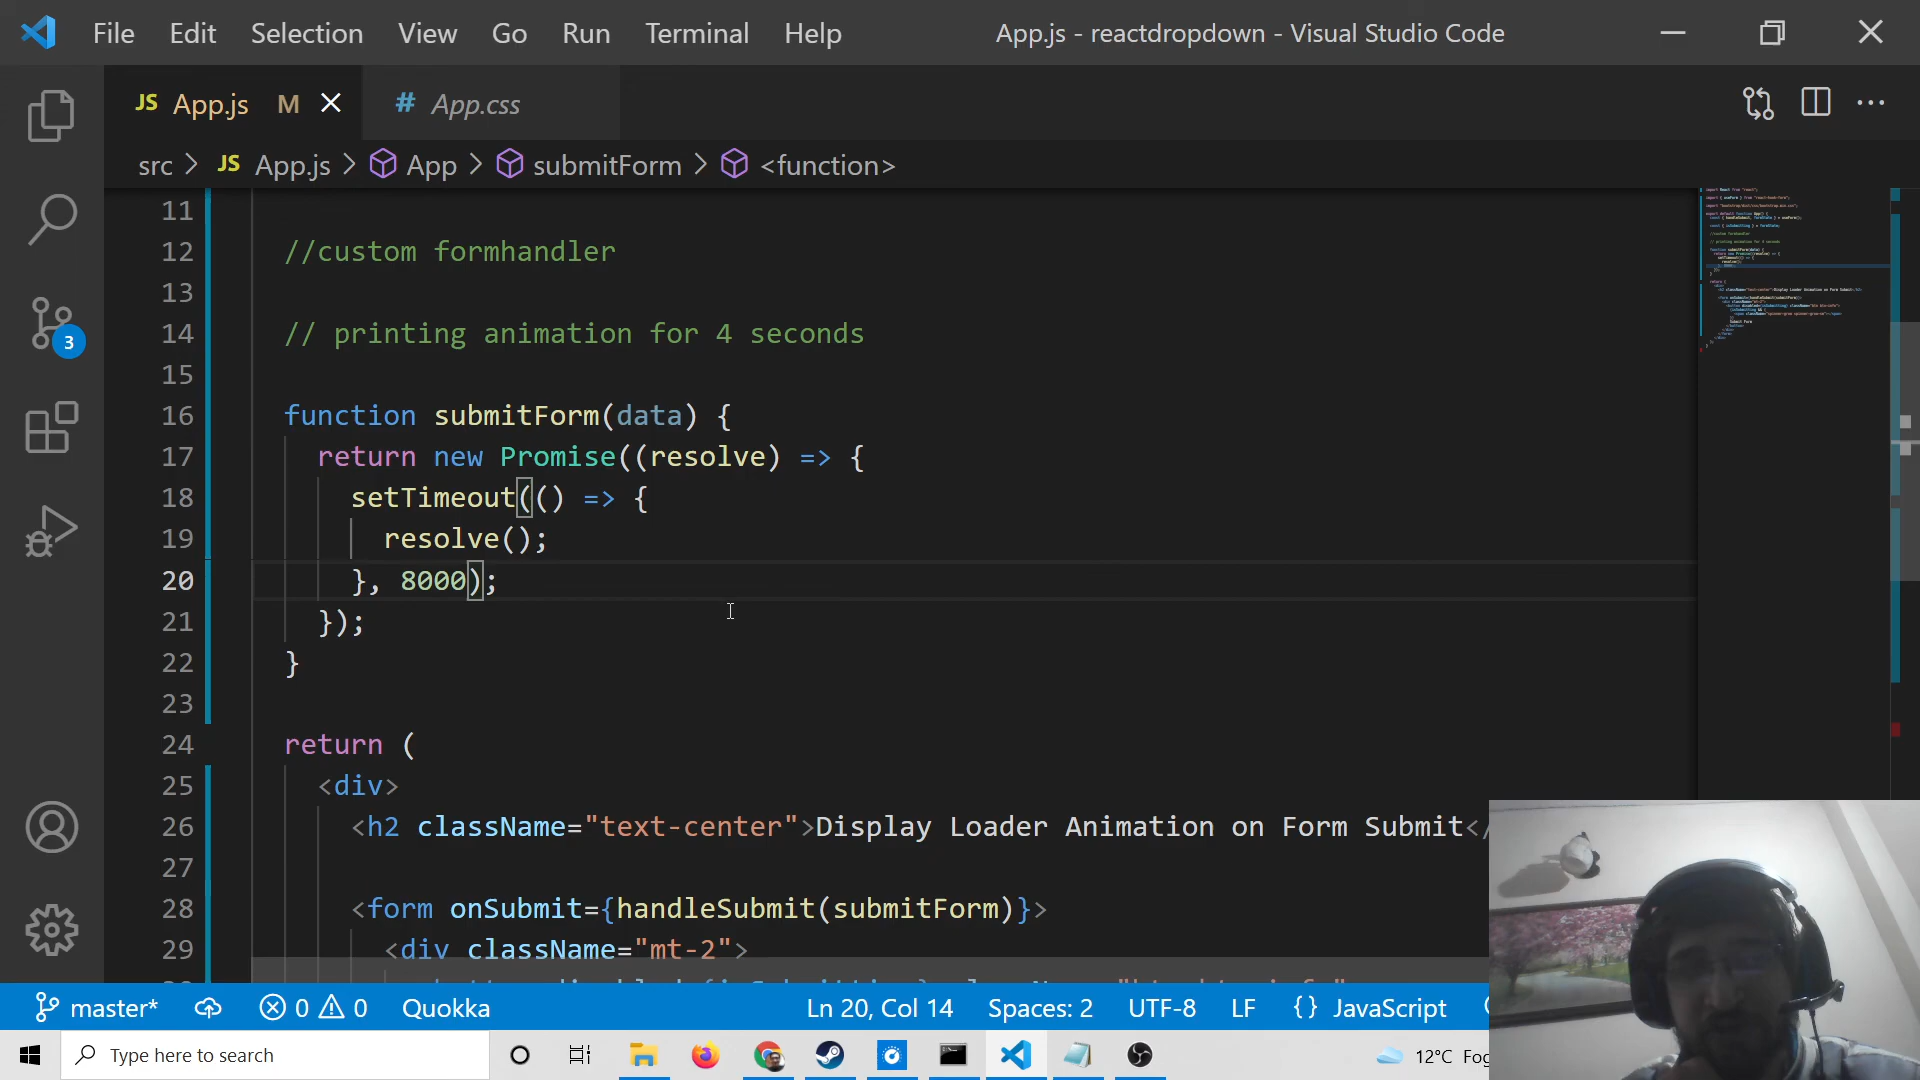 File Edit Selection View Go Run Terminal Help App.js - reactdropdown - Visual Studio Code
JS App.js M # App.css
src > JS App.js > App > submitForm > <function>
11
12 //custom formhandler
13
14 // printing animation for 4 seconds
15
16 function submitForm(data) {
17 return new Promise((resolve) => {
18 setTimeout(() => {
19 resolve();
20 }, 8000);
21 });
22 }
23
24 return (
25 <div>
26 <h2 className="text-center">Display Loader Animation on Form Submit</
27
28 <form onSubmit={handleSubmit(submitForm)}>
29 <div className="mt-2">
3
master* 0 0 Quokka Ln 20, Col 14 Spaces: 2 UTF-8 LF {} JavaScript
Type here to search 12°C Fog